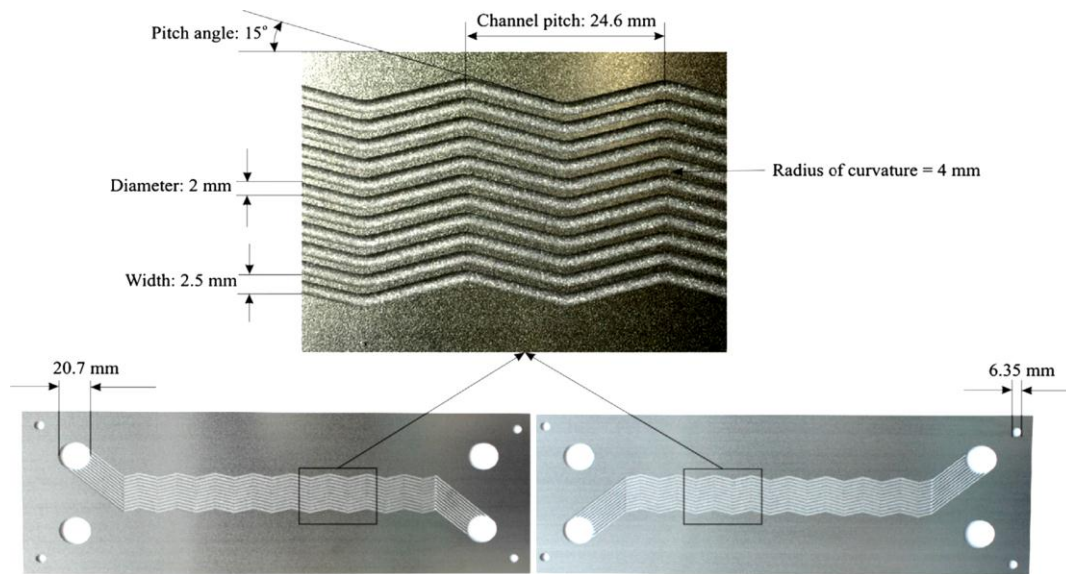 Channel pitch: 24.6 mm
Pitch angle: 15°
Radius of curvature = 4 mm
Diameter: 2 mm
Width: 2.5 mm
20.7 mm
6.35 mm